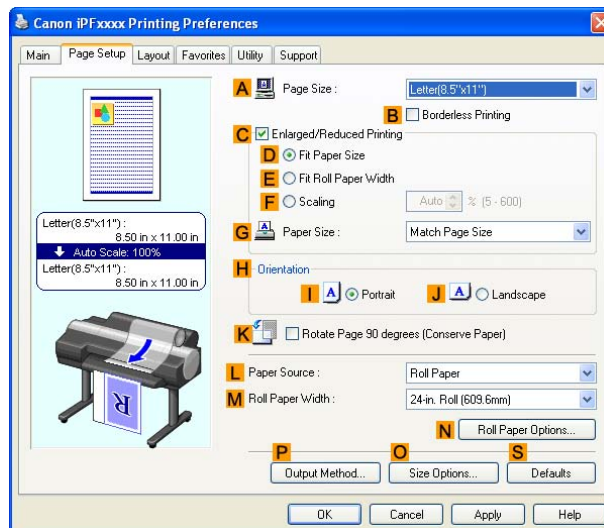 Canon iPFxxxx Printing Preferences
Main Page Setup Layout Favorites Utility Support
A Page Size : Letter(8.5"x11")
B Borderless Printing
C Enlarged/Reduced Printing
D Fit Paper Size
E Fit Roll Paper Width
F Scaling Auto % (5 - 600)
G Paper Size : Match Page Size
Letter(8.5"x11") :
8.50 in x 11.00 in
Auto Scale: 100%
Letter(8.5"x11") :
8.50 in x 11.00 in
H Orientation
I A Portrait J A Landscape
K Rotate Page 90 degrees (Conserve Paper)
L Paper Source : Roll Paper
M Roll Paper Width : 24-in. Roll (609.6mm)
N Roll Paper Options...
R
P O S
Output Method... Size Options... Defaults
OK Cancel Apply Help